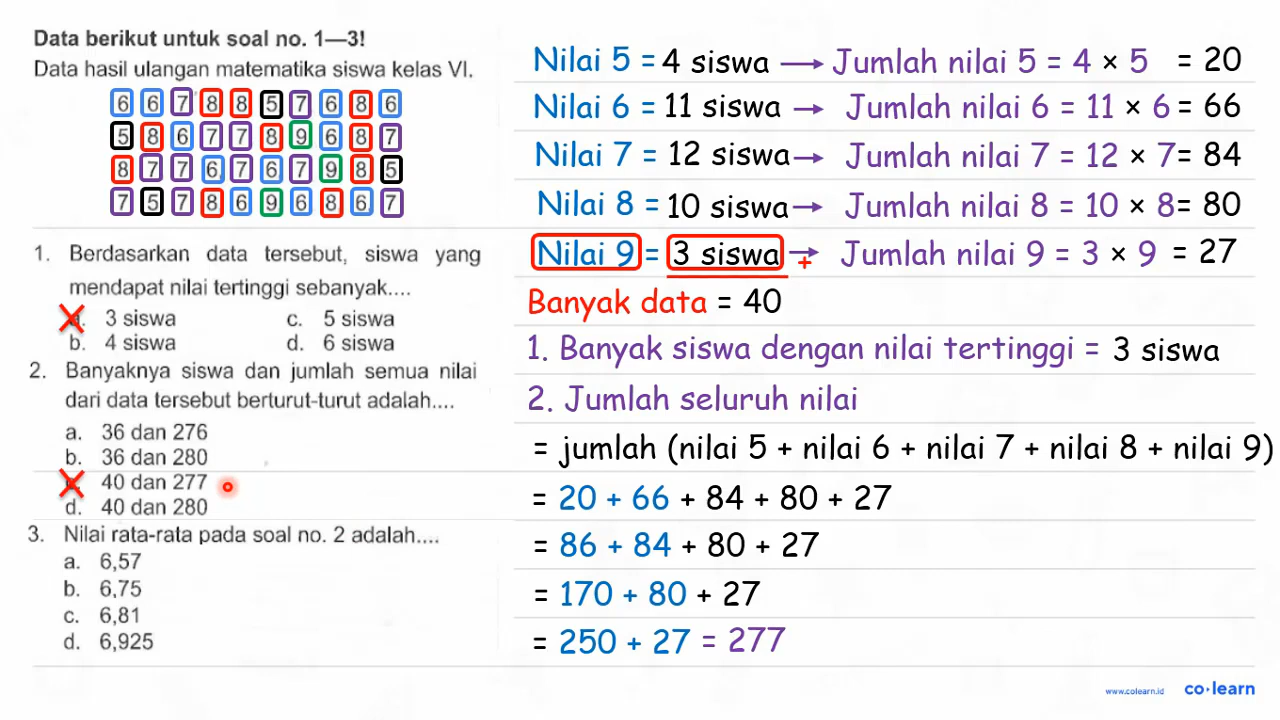 Data berikut untuk soal no. 1—3!
Data hasil ulangan matematika siswa kelas VI.
6 6 7 8 8 5 7 6 8 6
5 8 6 7 7 8 9 6 8 7
8 7 7 6 7 6 7 9 8 5
7 5 7 8 6 9 6 8 6 7
1. Berdasarkan data tersebut, siswa yang
mendapat nilai tertinggi sebanyak....
3 siswa c. 5 siswa
b. 4 siswa d. 6 siswa
2. Banyaknya siswa dan jumlah semua nilai
dari data tersebut berturut-turut adalah....
a. 36 dan 276
b. 36 dan 280
40 dan 277
d. 40 dan 280
3. Nilai rata-rata pada soal no. 2 adalah....
a. 6,57
b. 6,75
c. 6,81
d. 6,925
Nilai 5 = 4 siswa → Jumlah nilai 5 = 4 × 5 = 20
Nilai 6 = 11 siswa → Jumlah nilai 6 = 11 × 6 = 66
Nilai 7 = 12 siswa → Jumlah nilai 7 = 12 × 7 = 84
Nilai 8 = 10 siswa → Jumlah nilai 8 = 10 × 8 = 80
Nilai 9 = 3 siswa + → Jumlah nilai 9 = 3 × 9 = 27
Banyak data = 40
1. Banyak siswa dengan nilai tertinggi = 3 siswa
2. Jumlah seluruh nilai
= jumlah (nilai 5 + nilai 6 + nilai 7 + nilai 8 + nilai 9)
= 20 + 66 + 84 + 80 + 27
= 86 + 84 + 80 + 27
= 170 + 80 + 27
= 250 + 27 = 277
www.colearn.id co·learn